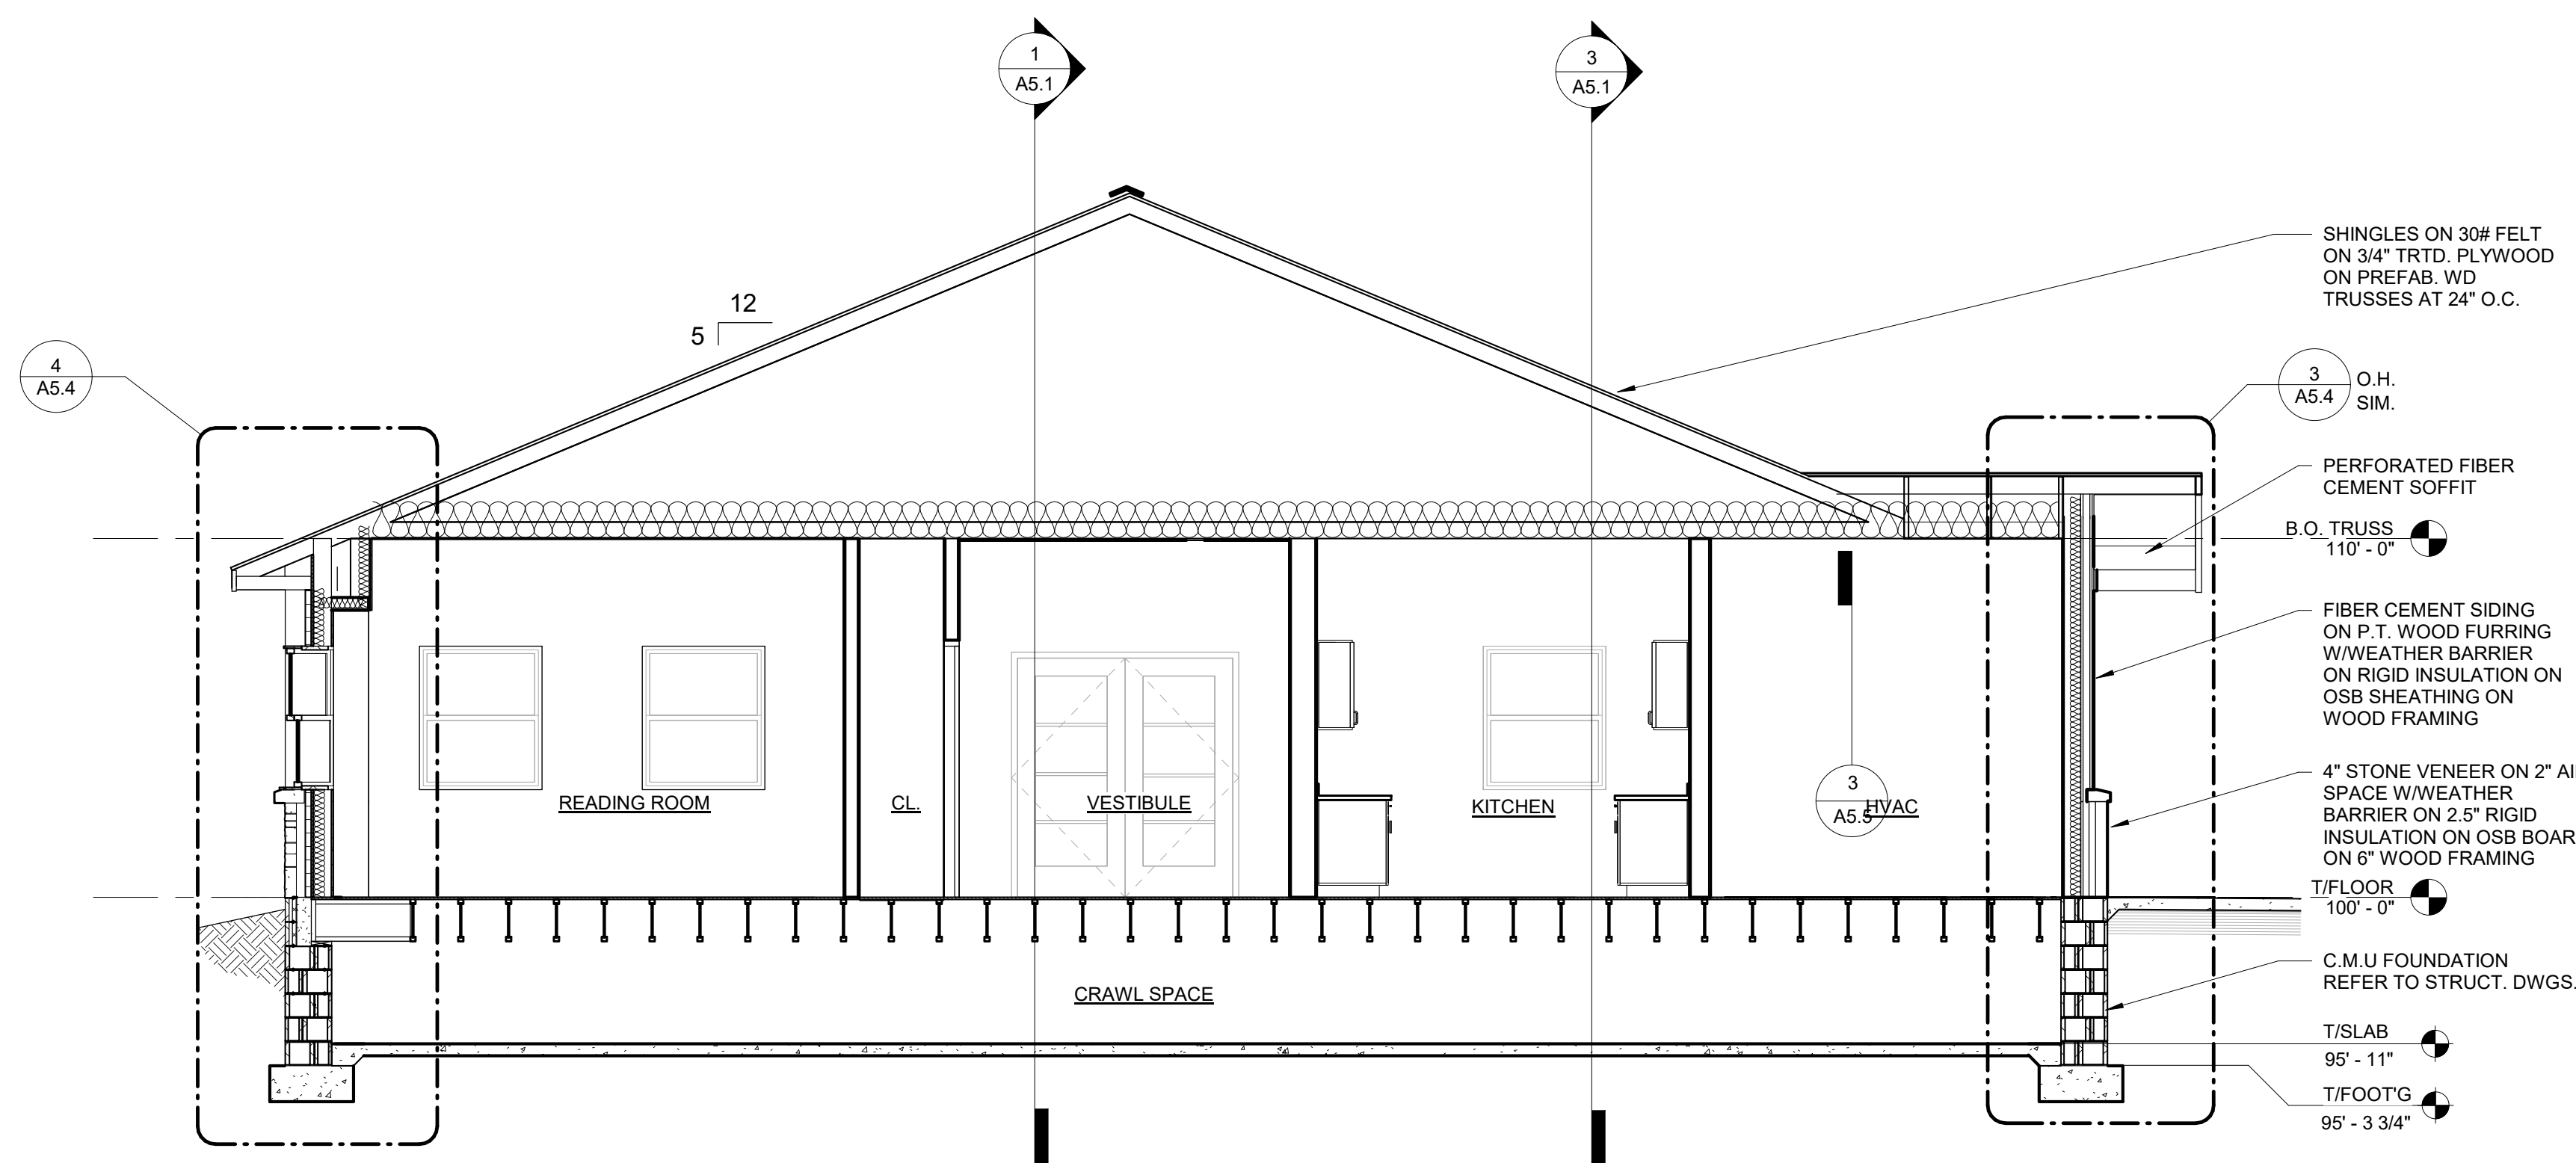 1
A5.1
3
A5.1
SHINGLES ON 30# FELT
ON 3/4" TRTD. PLYWOOD
ON PREFAB. WD
TRUSSES AT 24" O.C.
12
5
4
A5.4
3
A5.4
O.H.
SIM.
PERFORATED FIBER
CEMENT SOFFIT
B.O. TRUSS
110' - 0"
FIBER CEMENT SIDING
ON P.T. WOOD FURRING
W/WEATHER BARRIER
ON RIGID INSULATION ON
OSB SHEATHING ON
WOOD FRAMING
4" STONE VENEER ON 2" AI
SPACE W/WEATHER
BARRIER ON 2.5" RIGID
INSULATION ON OSB BOAR
ON 6" WOOD FRAMING
READING ROOM
CL.
VESTIBULE
KITCHEN
3
A5.5
HVAC
T/FLOOR
100' - 0"
C.M.U FOUNDATION
REFER TO STRUCT. DWGS.
CRAWL SPACE
T/SLAB
95' - 11"
T/FOOT'G
95' - 3 3/4"